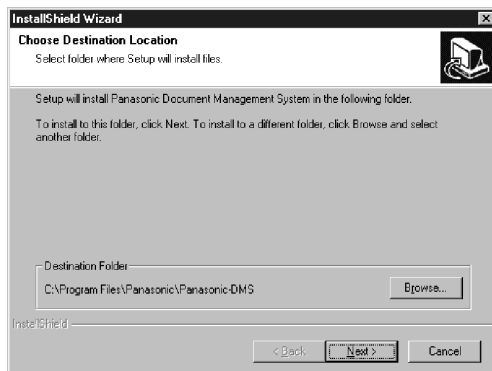 InstallShield Wizard
Choose Destination Location
Select folder where Setup will install files.
Setup will install Panasonic Document Management System in the following folder.
To install to this folder, click Next. To install to a different folder, click Browse and select
another folder.
Destination Folder
C:\Program Files\Panasonic\Panasonic-DMS
Browse...
InstallShield
< Back
Next >
Cancel